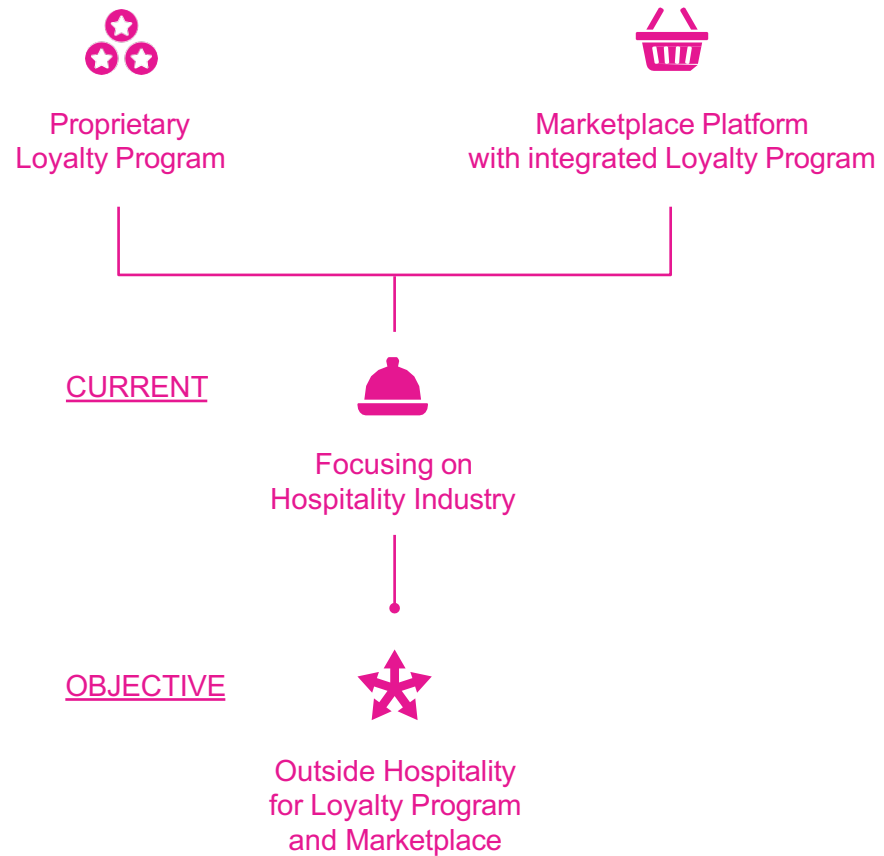 Proprietary
Loyalty Program
Marketplace Platform
with integrated Loyalty Program
CURRENT
Focusing on
Hospitality Industry
OBJECTIVE
Outside Hospitality
for Loyalty Program
and Marketplace